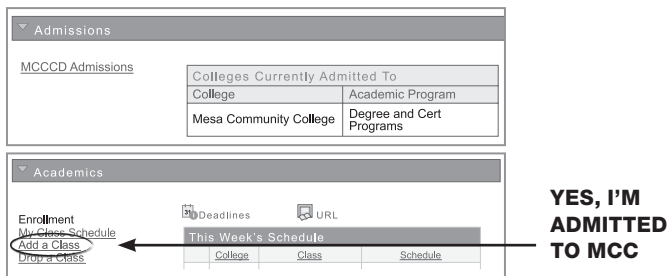 Admissions
MCCCD Admissions
Colleges Currently Admitted To
College Academic Program
Mesa Community College Degree and Cert Programs
Academics
Deadlines URL
Enrollment
My Class Schedule
Add a Class
Drop a Class
This Week's Schedule
College Class Schedule
YES, I'M
ADMITTED
TO MCC